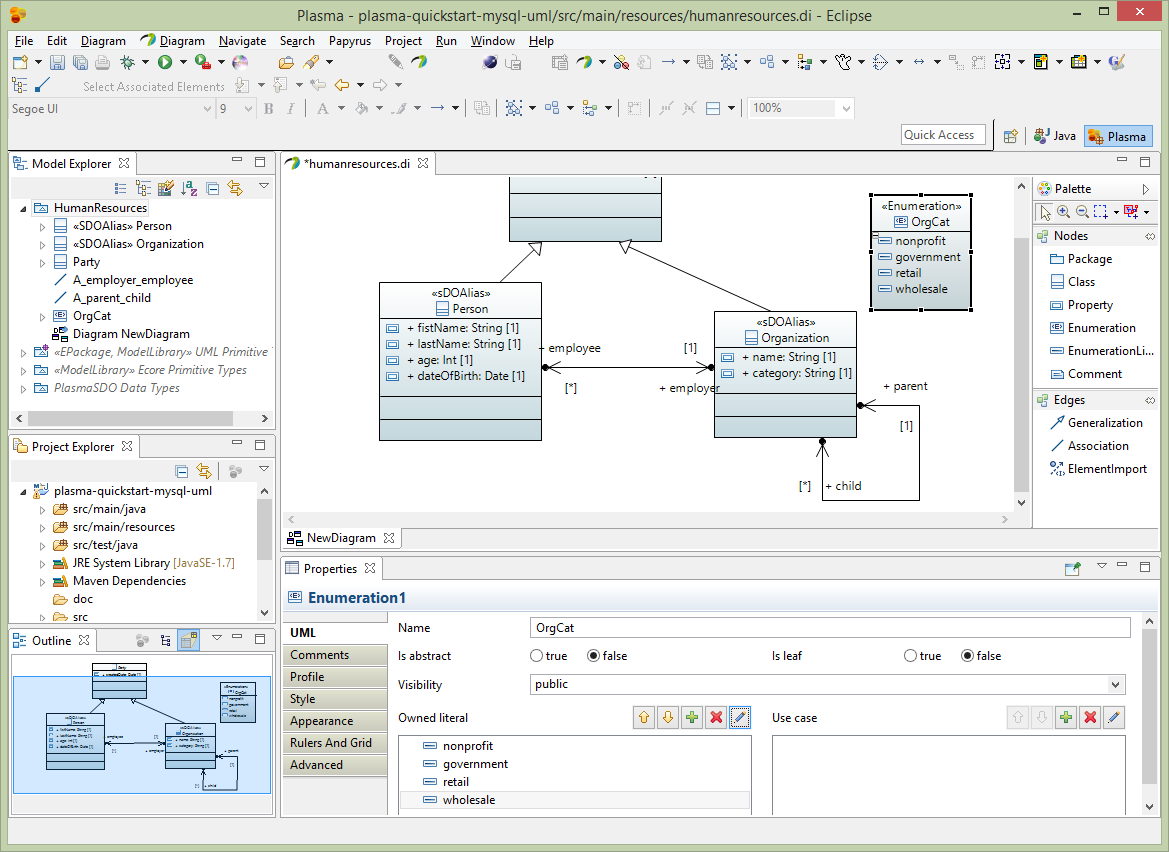 Plasma - plasma-quickstart-mysql-uml/src/main/resources/humanresources.di - Eclipse
File Edit Diagram Diagram Navigate Search Papyrus Project Run Window Help
Select Associated Elements
Segoe UI 9 B I A 100%
Quick Access Java Plasma
Model Explorer
HumanResources
«SDOAlias» Person
«SDOAlias» Organization
Party
A_employer_employee
A_parent_child
OrgCat
Diagram NewDiagram
«EPackage, ModelLibrary» UML Primitive
«ModelLibrary» Ecore Primitive Types
PlasmaSDO Data Types
Project Explorer
plasma-quickstart-mysql-uml
src/main/java
src/main/resources
src/test/java
JRE System Library [JavaSE-1.7]
Maven Dependencies
doc
src
Outline
*humanresources.di
«Enumeration»
OrgCat
nonprofit
government
retail
wholesale
«sDOAlias»
Person
+ fistName: String [1]
+ lastName: String [1]
+ age: Int [1]
+ dateOfBirth: Date [1]
+ employee
[*]
[1]
+ employer
«sDOAlias»
Organization
+ name: String [1]
+ category: String [1]
+ parent
[1]
[*]
+ child
NewDiagram
Palette
Nodes
Package
Class
Property
Enumeration
EnumerationLi...
Comment
Edges
Generalization
Association
ElementImport
Properties
Enumeration1
UML
Comments
Profile
Style
Appearance
Rulers And Grid
Advanced
Name OrgCat
Is abstract true false Is leaf true false
Visibility public
Owned literal Use case
nonprofit
government
retail
wholesale